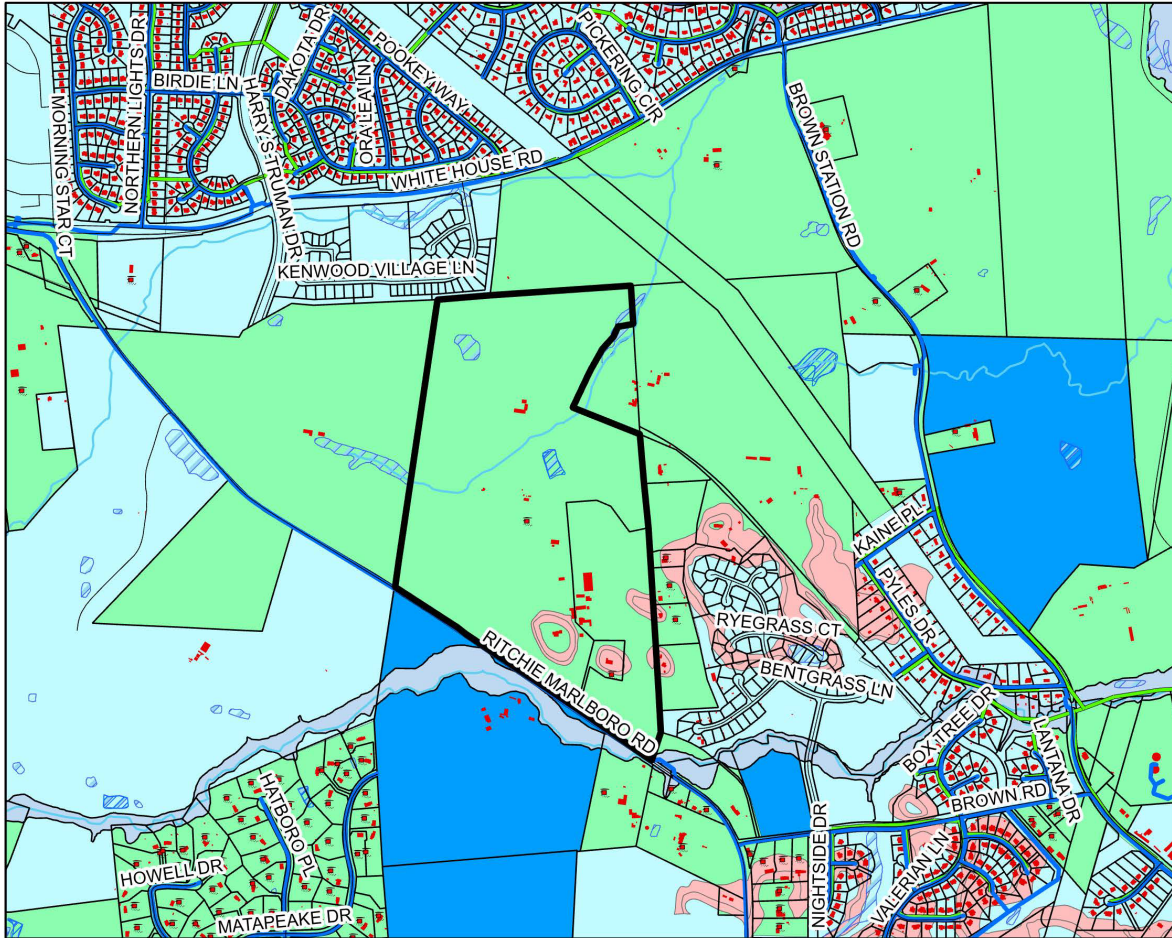 PICKERING CIR
DAKOTA DR
POOKEY WAY
NORTHERN LIGHTS DR
BIRDIE LN
ORA LEA LN
MORNING STAR CT
HARRY S TRUMAN DR
BROWN STATION RD
WHITE HOUSE RD
KENWOOD VILLAGE LN
KAINE PL
PYLES DR
RYEGRASS CT
BENTGRASS LN
RITCHIE MARLBORO RD
BOX TREE DR
LANTANA DR
HATBORO PL
BROWN RD
HOWELL DR
NIGHTSIDE DR
VALERIAN LN
MATAPEAKE DR